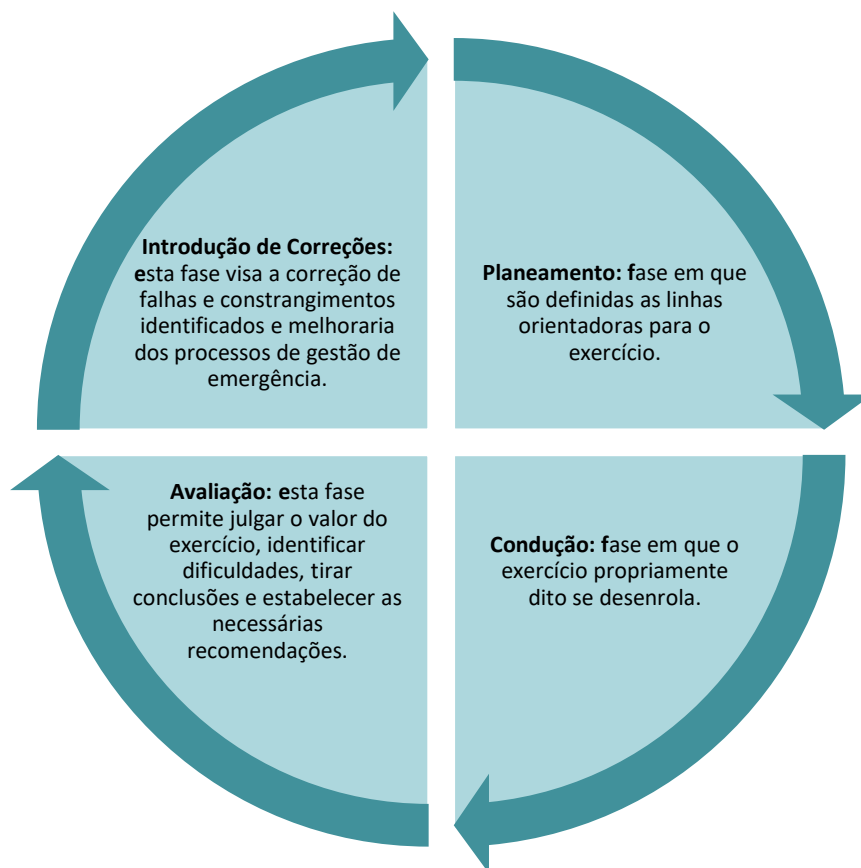 Introdução de Correções:
esta fase visa a correção de
falhas e constrangimentos
identificados e melhoraria
dos processos de gestão de
emergência.
Planeamento: fase em que
são definidas as linhas
orientadoras para o
exercício.
Avaliação: esta fase
permite julgar o valor do
exercício, identificar
dificuldades, tirar
conclusões e estabelecer as
necessárias
recomendações.
Condução: fase em que o
exercício propriamente
dito se desenrola.